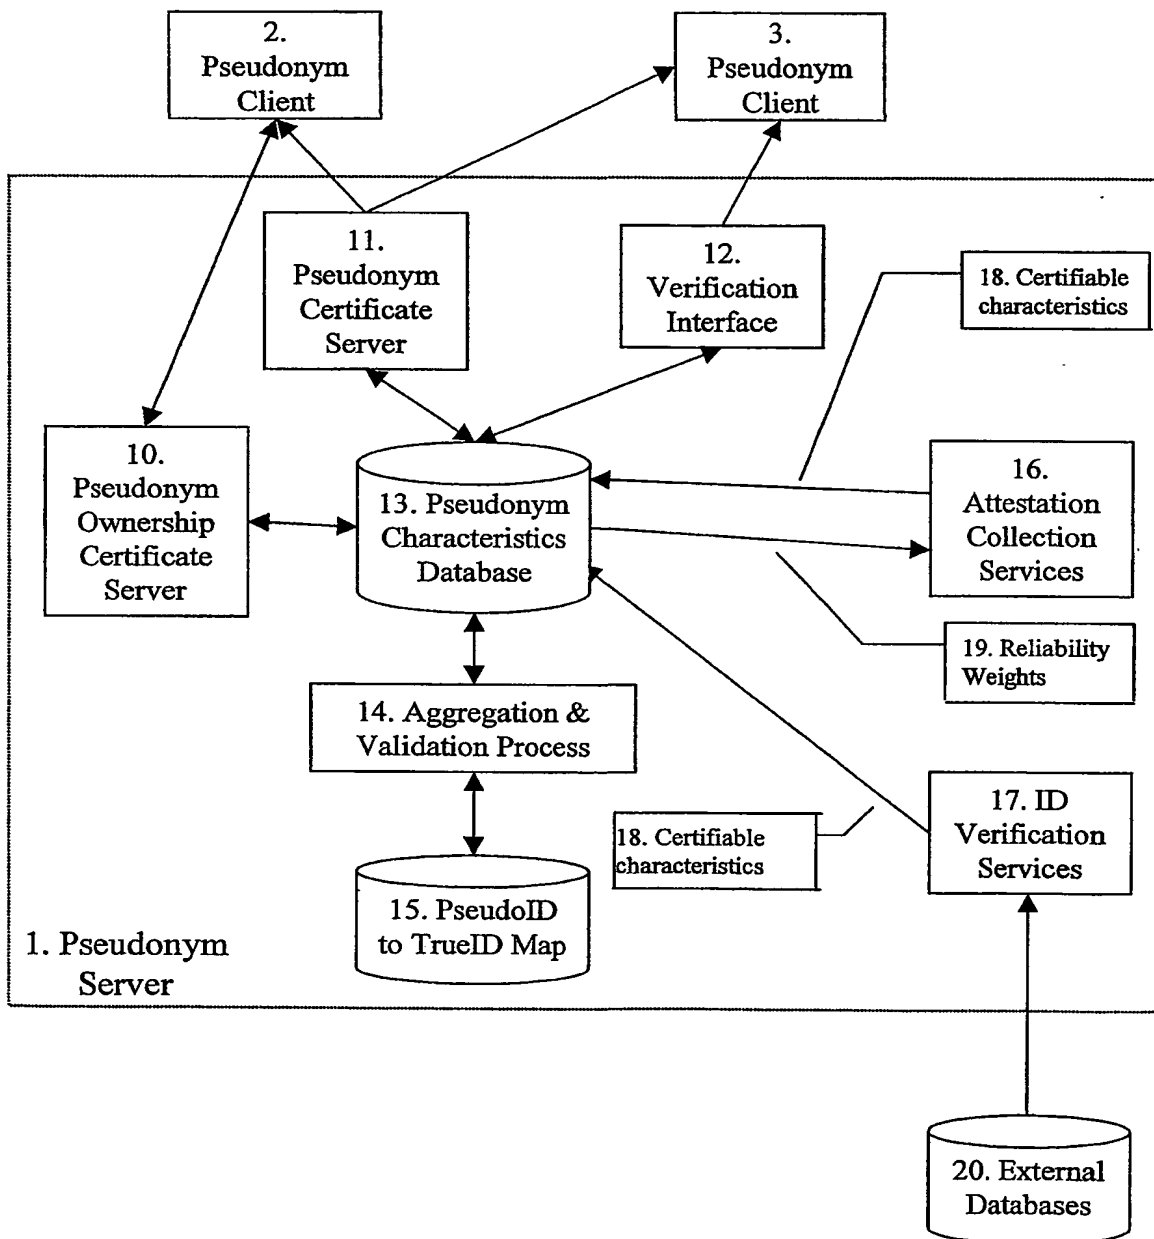 2.
Pseudonym
Client
3.
Pseudonym
Client
11.
Pseudonym
Certificate
Server
12.
Verification
Interface
18. Certifiable
characteristics
10.
Pseudonym
Ownership
Certificate
Server
13. Pseudonym
Characteristics
Database
16.
Attestation
Collection
Services
19. Reliability
Weights
14. Aggregation &
Validation Process
18. Certifiable
characteristics
17. ID
Verification
Services
15. PseudoID
to TrueID Map
1. Pseudonym
Server
20. External
Databases